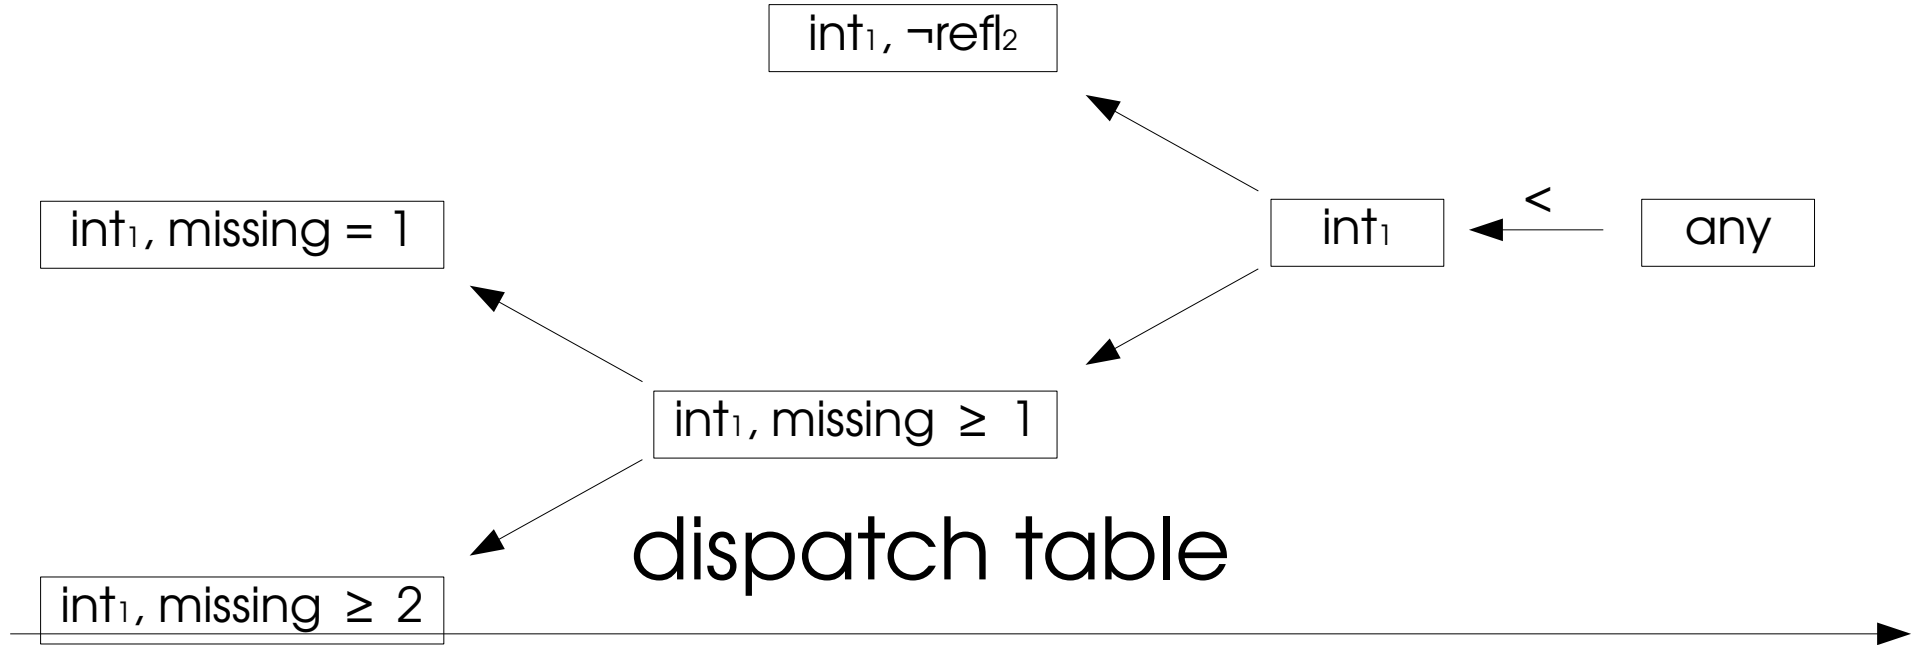 int₁, ¬refl₂
<
int₁, missing = 1
int₁
any
int₁, missing ≥ 1
dispatch table
int₁, missing ≥ 2